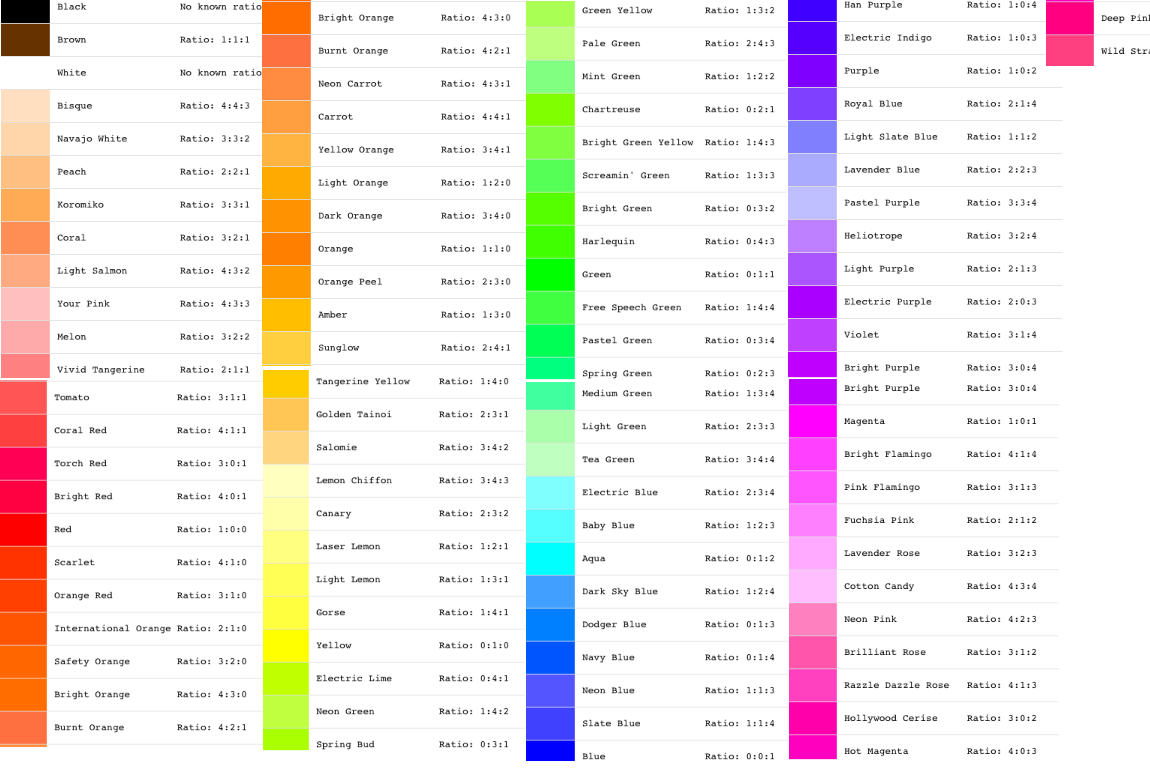 Black No known ratio
Brown Ratio: 1:1:1
White No known ratio
Bisque Ratio: 4:4:3
Navajo White Ratio: 3:3:2
Peach Ratio: 2:2:1
Koromiko Ratio: 3:3:1
Coral Ratio: 3:2:1
Light Salmon Ratio: 4:3:2
Your Pink Ratio: 4:3:3
Melon Ratio: 3:2:2
Vivid Tangerine Ratio: 2:1:1
Tomato Ratio: 3:1:1
Coral Red Ratio: 4:1:1
Torch Red Ratio: 3:0:1
Bright Red Ratio: 4:0:1
Red Ratio: 1:0:0
Scarlet Ratio: 4:1:0
Orange Red Ratio: 3:1:0
International Orange Ratio: 2:1:0
Safety Orange Ratio: 3:2:0
Bright Orange Ratio: 4:3:0
Burnt Orange Ratio: 4:2:1
Bright Orange Ratio: 4:3:0
Burnt Orange Ratio: 4:2:1
Neon Carrot Ratio: 4:3:1
Carrot Ratio: 4:4:1
Yellow Orange Ratio: 3:4:1
Light Orange Ratio: 1:2:0
Dark Orange Ratio: 3:4:0
Orange Ratio: 1:1:0
Orange Peel Ratio: 2:3:0
Amber Ratio: 1:3:0
Sunglow Ratio: 2:4:1
Tangerine Yellow Ratio: 1:4:0
Golden Tainoi Ratio: 2:3:1
Salomie Ratio: 3:4:2
Lemon Chiffon Ratio: 3:4:3
Canary Ratio: 2:3:2
Laser Lemon Ratio: 1:2:1
Light Lemon Ratio: 1:3:1
Gorse Ratio: 1:4:1
Yellow Ratio: 0:1:0
Electric Lime Ratio: 0:4:1
Neon Green Ratio: 1:4:2
Spring Bud Ratio: 0:3:1
Green Yellow Ratio: 1:3:2
Pale Green Ratio: 2:4:3
Mint Green Ratio: 1:2:2
Chartreuse Ratio: 0:2:1
Bright Green Yellow Ratio: 1:4:3
Screamin' Green Ratio: 1:3:3
Bright Green Ratio: 0:3:2
Harlequin Ratio: 0:4:3
Green Ratio: 0:1:1
Free Speech Green Ratio: 1:4:4
Pastel Green Ratio: 0:3:4
Spring Green Ratio: 0:2:3
Medium Green Ratio: 1:3:4
Light Green Ratio: 2:3:3
Tea Green Ratio: 3:4:4
Electric Blue Ratio: 2:3:4
Baby Blue Ratio: 1:2:3
Aqua Ratio: 0:1:2
Dark Sky Blue Ratio: 1:2:4
Dodger Blue Ratio: 0:1:3
Navy Blue Ratio: 0:1:4
Neon Blue Ratio: 1:1:3
Slate Blue Ratio: 1:1:4
Blue Ratio: 0:0:1
Han Purple Ratio: 1:0:4
Electric Indigo Ratio: 1:0:3
Purple Ratio: 1:0:2
Royal Blue Ratio: 2:1:4
Light Slate Blue Ratio: 1:1:2
Lavender Blue Ratio: 2:2:3
Pastel Purple Ratio: 3:3:4
Heliotrope Ratio: 3:2:4
Light Purple Ratio: 2:1:3
Electric Purple Ratio: 2:0:3
Violet Ratio: 3:1:4
Bright Purple Ratio: 3:0:4
Bright Purple Ratio: 3:0:4
Magenta Ratio: 1:0:1
Bright Flamingo Ratio: 4:1:4
Pink Flamingo Ratio: 3:1:3
Fuchsia Pink Ratio: 2:1:2
Lavender Rose Ratio: 3:2:3
Cotton Candy Ratio: 4:3:4
Neon Pink Ratio: 4:2:3
Brilliant Rose Ratio: 3:1:2
Razzle Dazzle Rose Ratio: 4:1:3
Hollywood Cerise Ratio: 3:0:2
Hot Magenta Ratio: 4:0:3
Deep Pin
Wild Stra